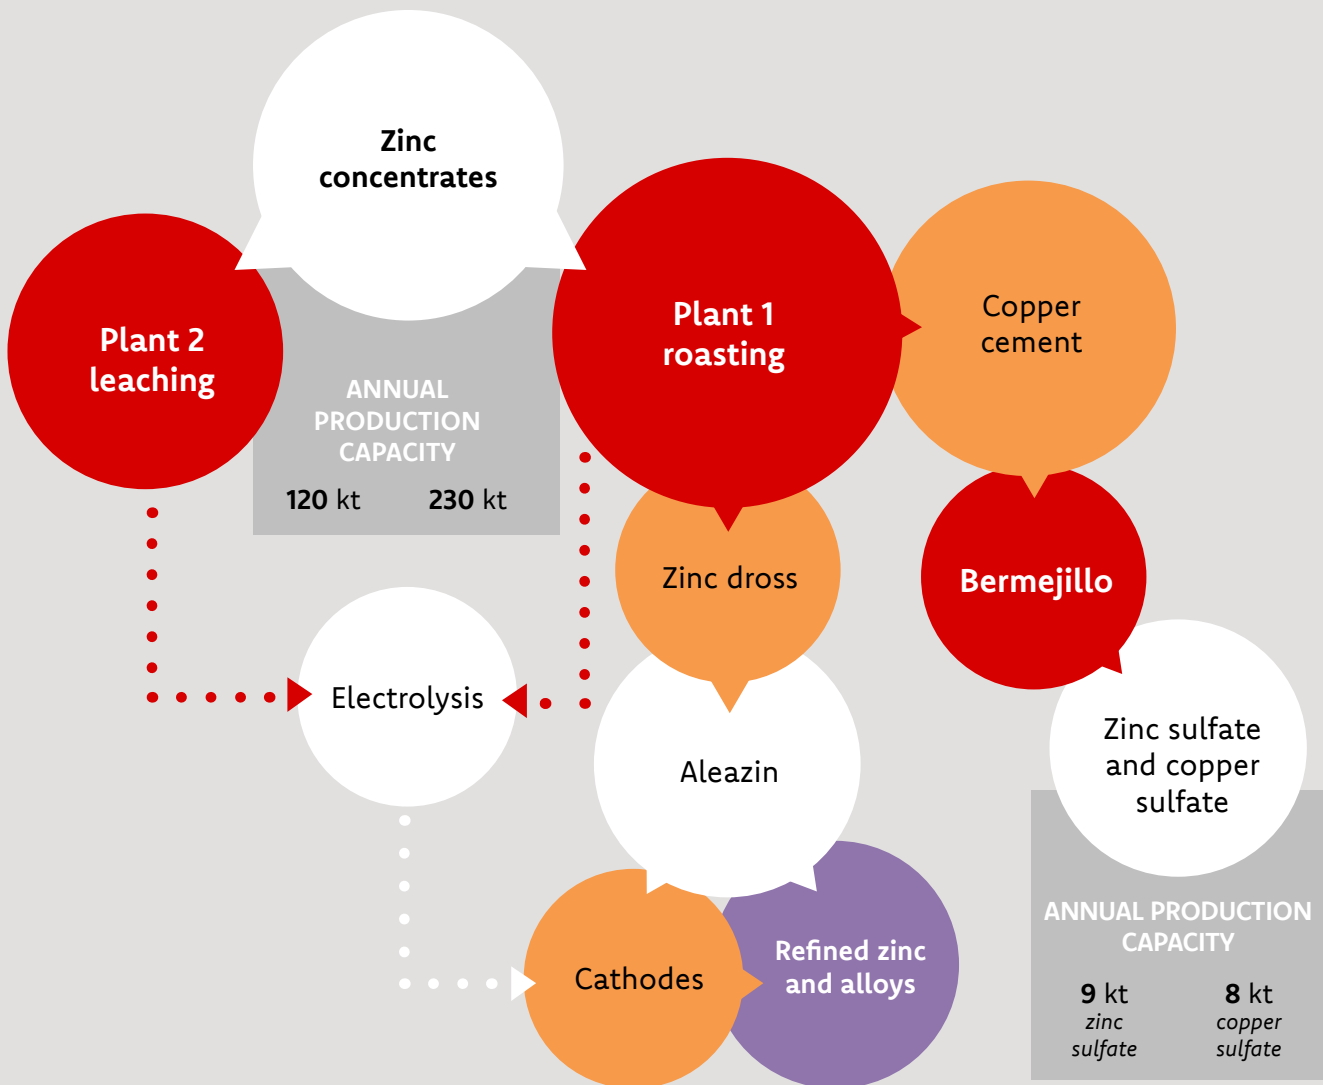 Zinc
concentrates
Plant 2
leaching
Plant 1
roasting
Copper
cement
ANNUAL
PRODUCTION
CAPACITY
120 kt
230 kt
Zinc dross
Bermejillo
Electrolysis
Aleazin
Zinc sulfate
and copper
sulfate
Cathodes
Refined zinc
and alloys
ANNUAL PRODUCTION
CAPACITY
9 kt
zinc
sulfate
8 kt
copper
sulfate